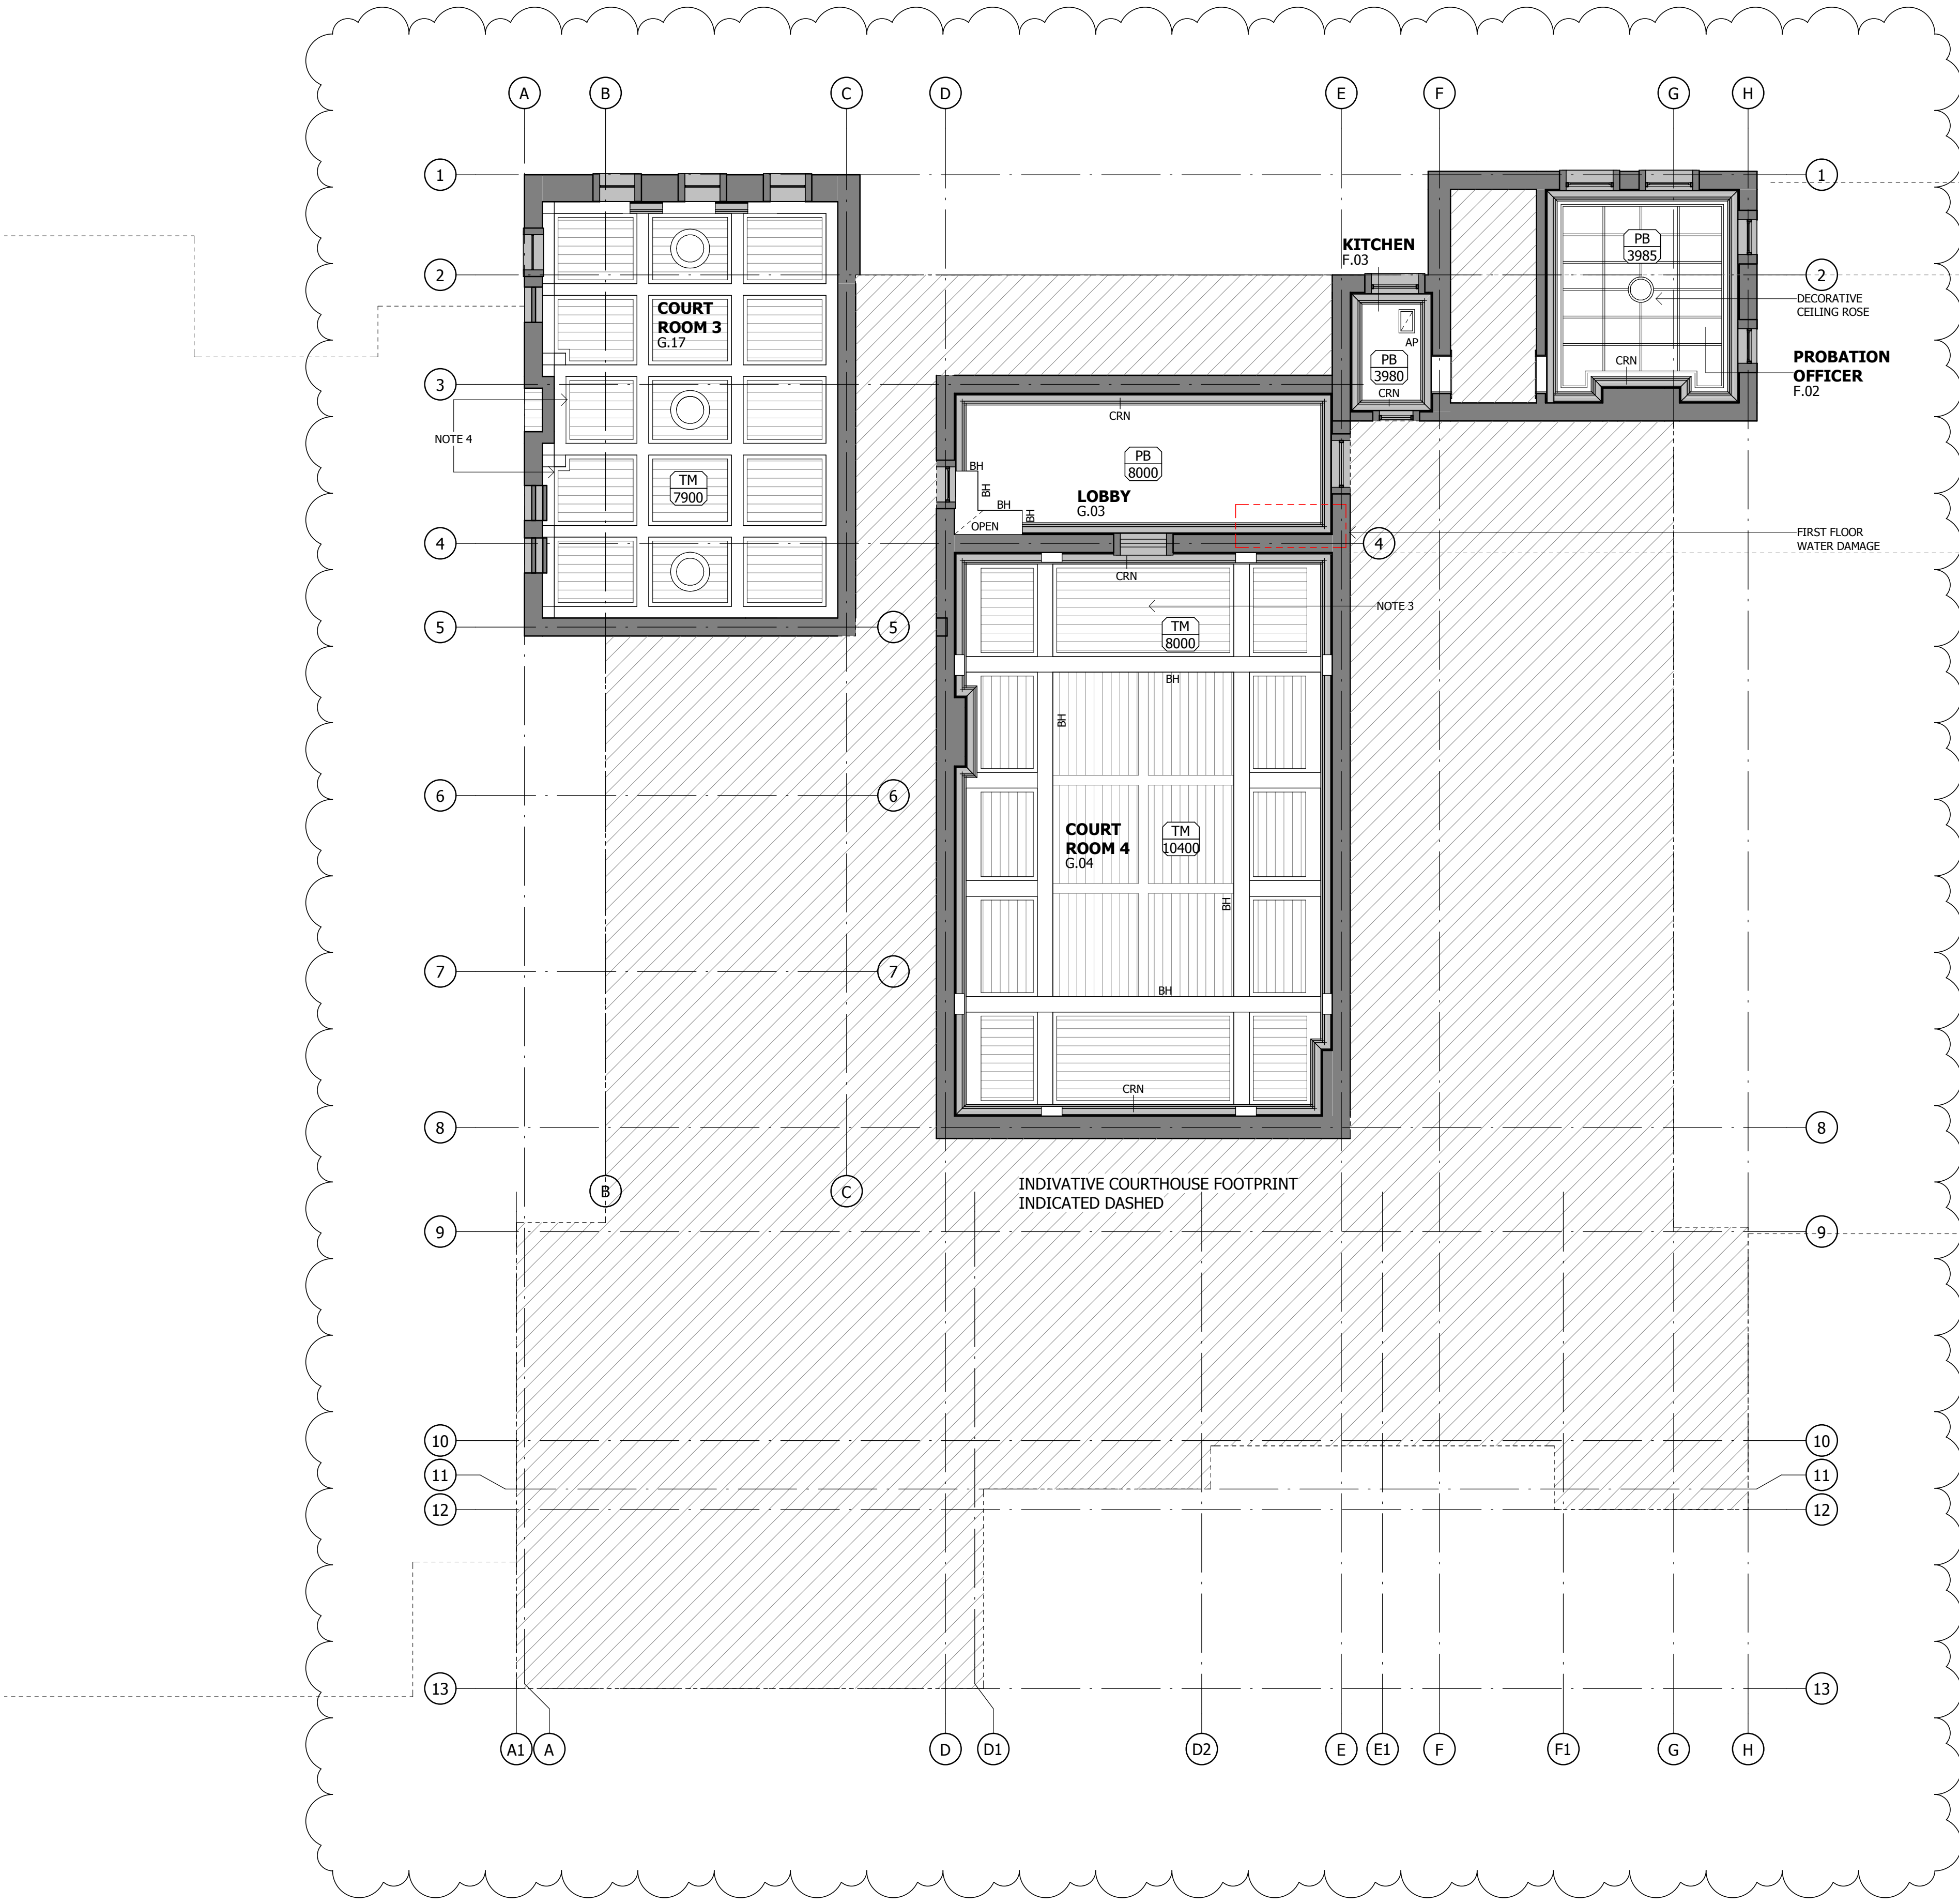 A B C D E F G H
1 1
KITCHEN
F.03
PB
3985
2 2
DECORATIVE
CEILING ROSE
COURT
ROOM 3
G.17
AP
PB
3980
CRN
CRN
PROBATION
OFFICER
F.02
3
CRN
NOTE 4
PB
8000
BH
BH
BH
BH
OPEN
LOBBY
G.03
TM
7900
FIRST FLOOR
WATER DAMAGE
4 4
CRN
NOTE 3
5 5
TM
8000
BH
BH
6 6
COURT
ROOM 4
G.04
TM
10400
BH
7 7
BH
CRN
8 8
INDIVATIVE COURTHOUSE FOOTPRINT
INDICATED DASHED
B C
9 9
10 10
11 11
12 12
13 13
A1 A D D1 D2 E E1 F F1 G H